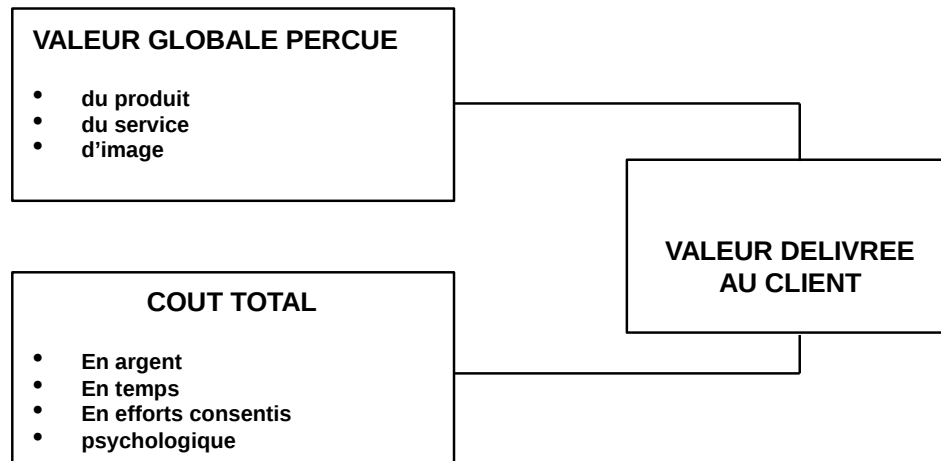 VALEUR GLOBALE PERCUE
• du produit
• du service
• d’image
VALEUR DELIVREE
AU CLIENT
COUT TOTAL
• En argent
• En temps
• En efforts consentis
• psychologique